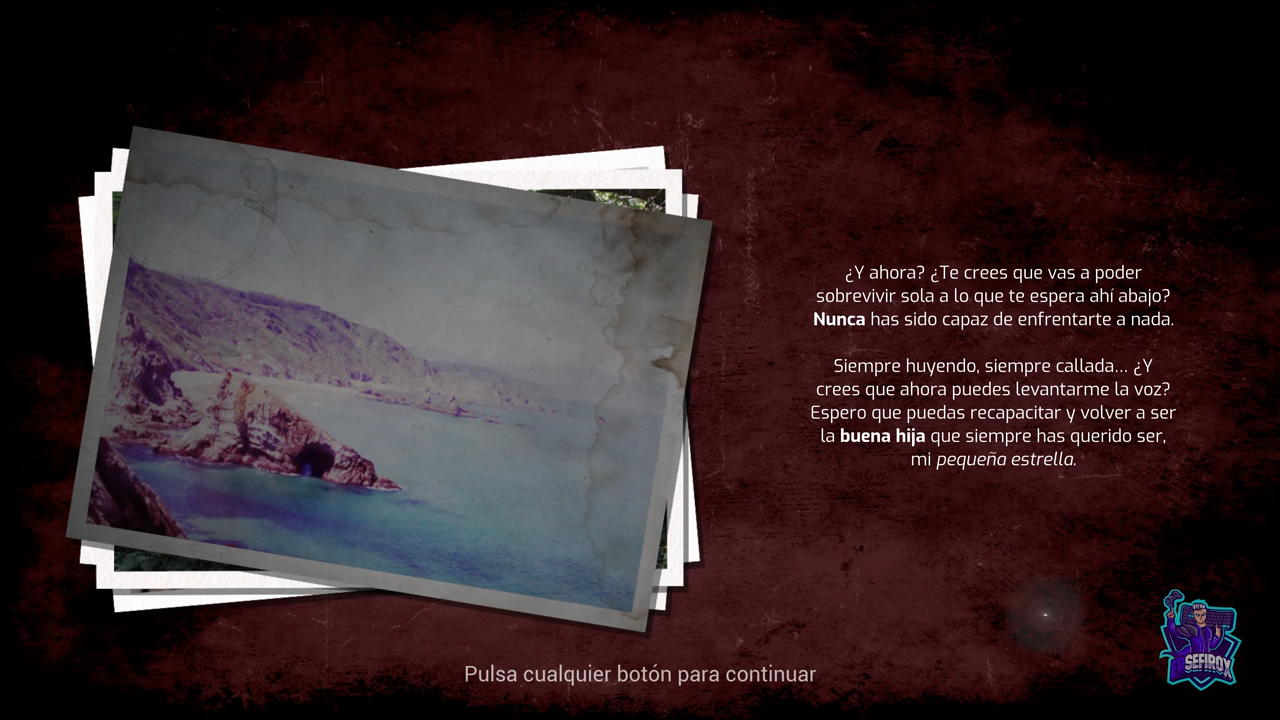 ¿Y ahora? ¿Te crees que vas a poder
sobrevivir sola a lo que te espera ahí abajo?
Nunca has sido capaz de enfrentarte a nada.
Siempre huyendo, siempre callada... ¿Y
crees que ahora puedes levantarme la voz?
Espero que puedas recapacitar y volver a ser
la buena hija que siempre has querido ser,
mi pequeña estrella.
SEFIROX
Pulsa cualquier botón para continuar